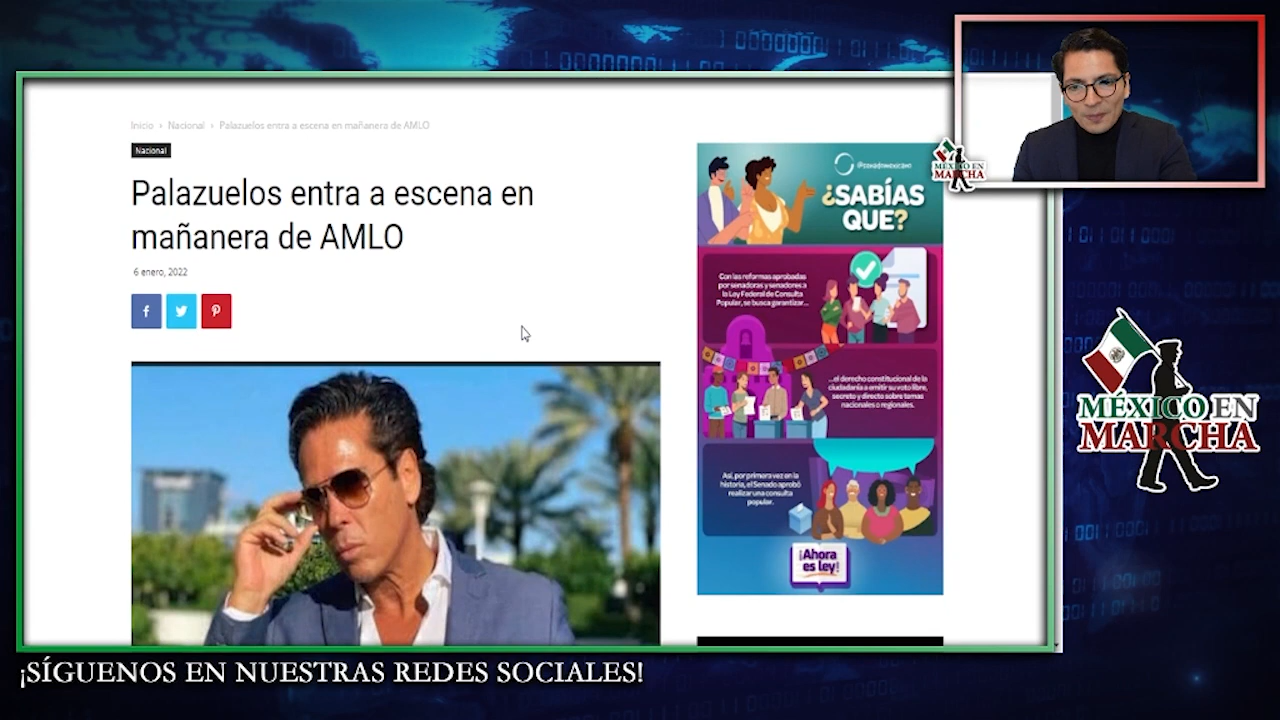 Inicio › Nacional › Palazuelos entra a escena en mañanera de AMLO
Nacional
Palazuelos entra a escena en
mañanera de AMLO
6 enero, 2022
@senadomexicano
¿SABÍAS
QUE?
Con las reformas aprobadas
por senadoras y senadores a
la Ley Federal de Consulta
Popular, se busca garantizar...
...el derecho constitucional de la
ciudadanía a emitir su voto libre,
secreto y directo sobre temas
nacionales o regionales.
Así, por primera vez en la
historia, el Senado aprobó
realizar una consulta
popular.
¡Ahora
es ley!
MÉXICO EN
MARCHA
MÉXICO EN
MARCHA
¡SÍGUENOS EN NUESTRAS REDES SOCIALES!